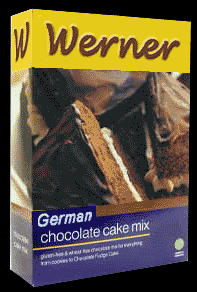 W Werner
German
chocolate cake mix
gluten-free & wheat free chocolate mix for everything
from cookies to Chocolate Fudge Cake